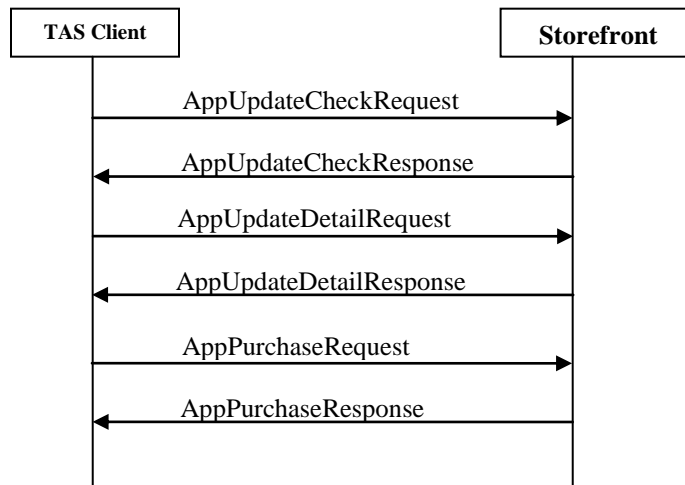 TAS Client
Storefront
AppUpdateCheckRequest
AppUpdateCheckResponse
AppUpdateDetailRequest
AppUpdateDetailResponse
AppPurchaseRequest
AppPurchaseResponse